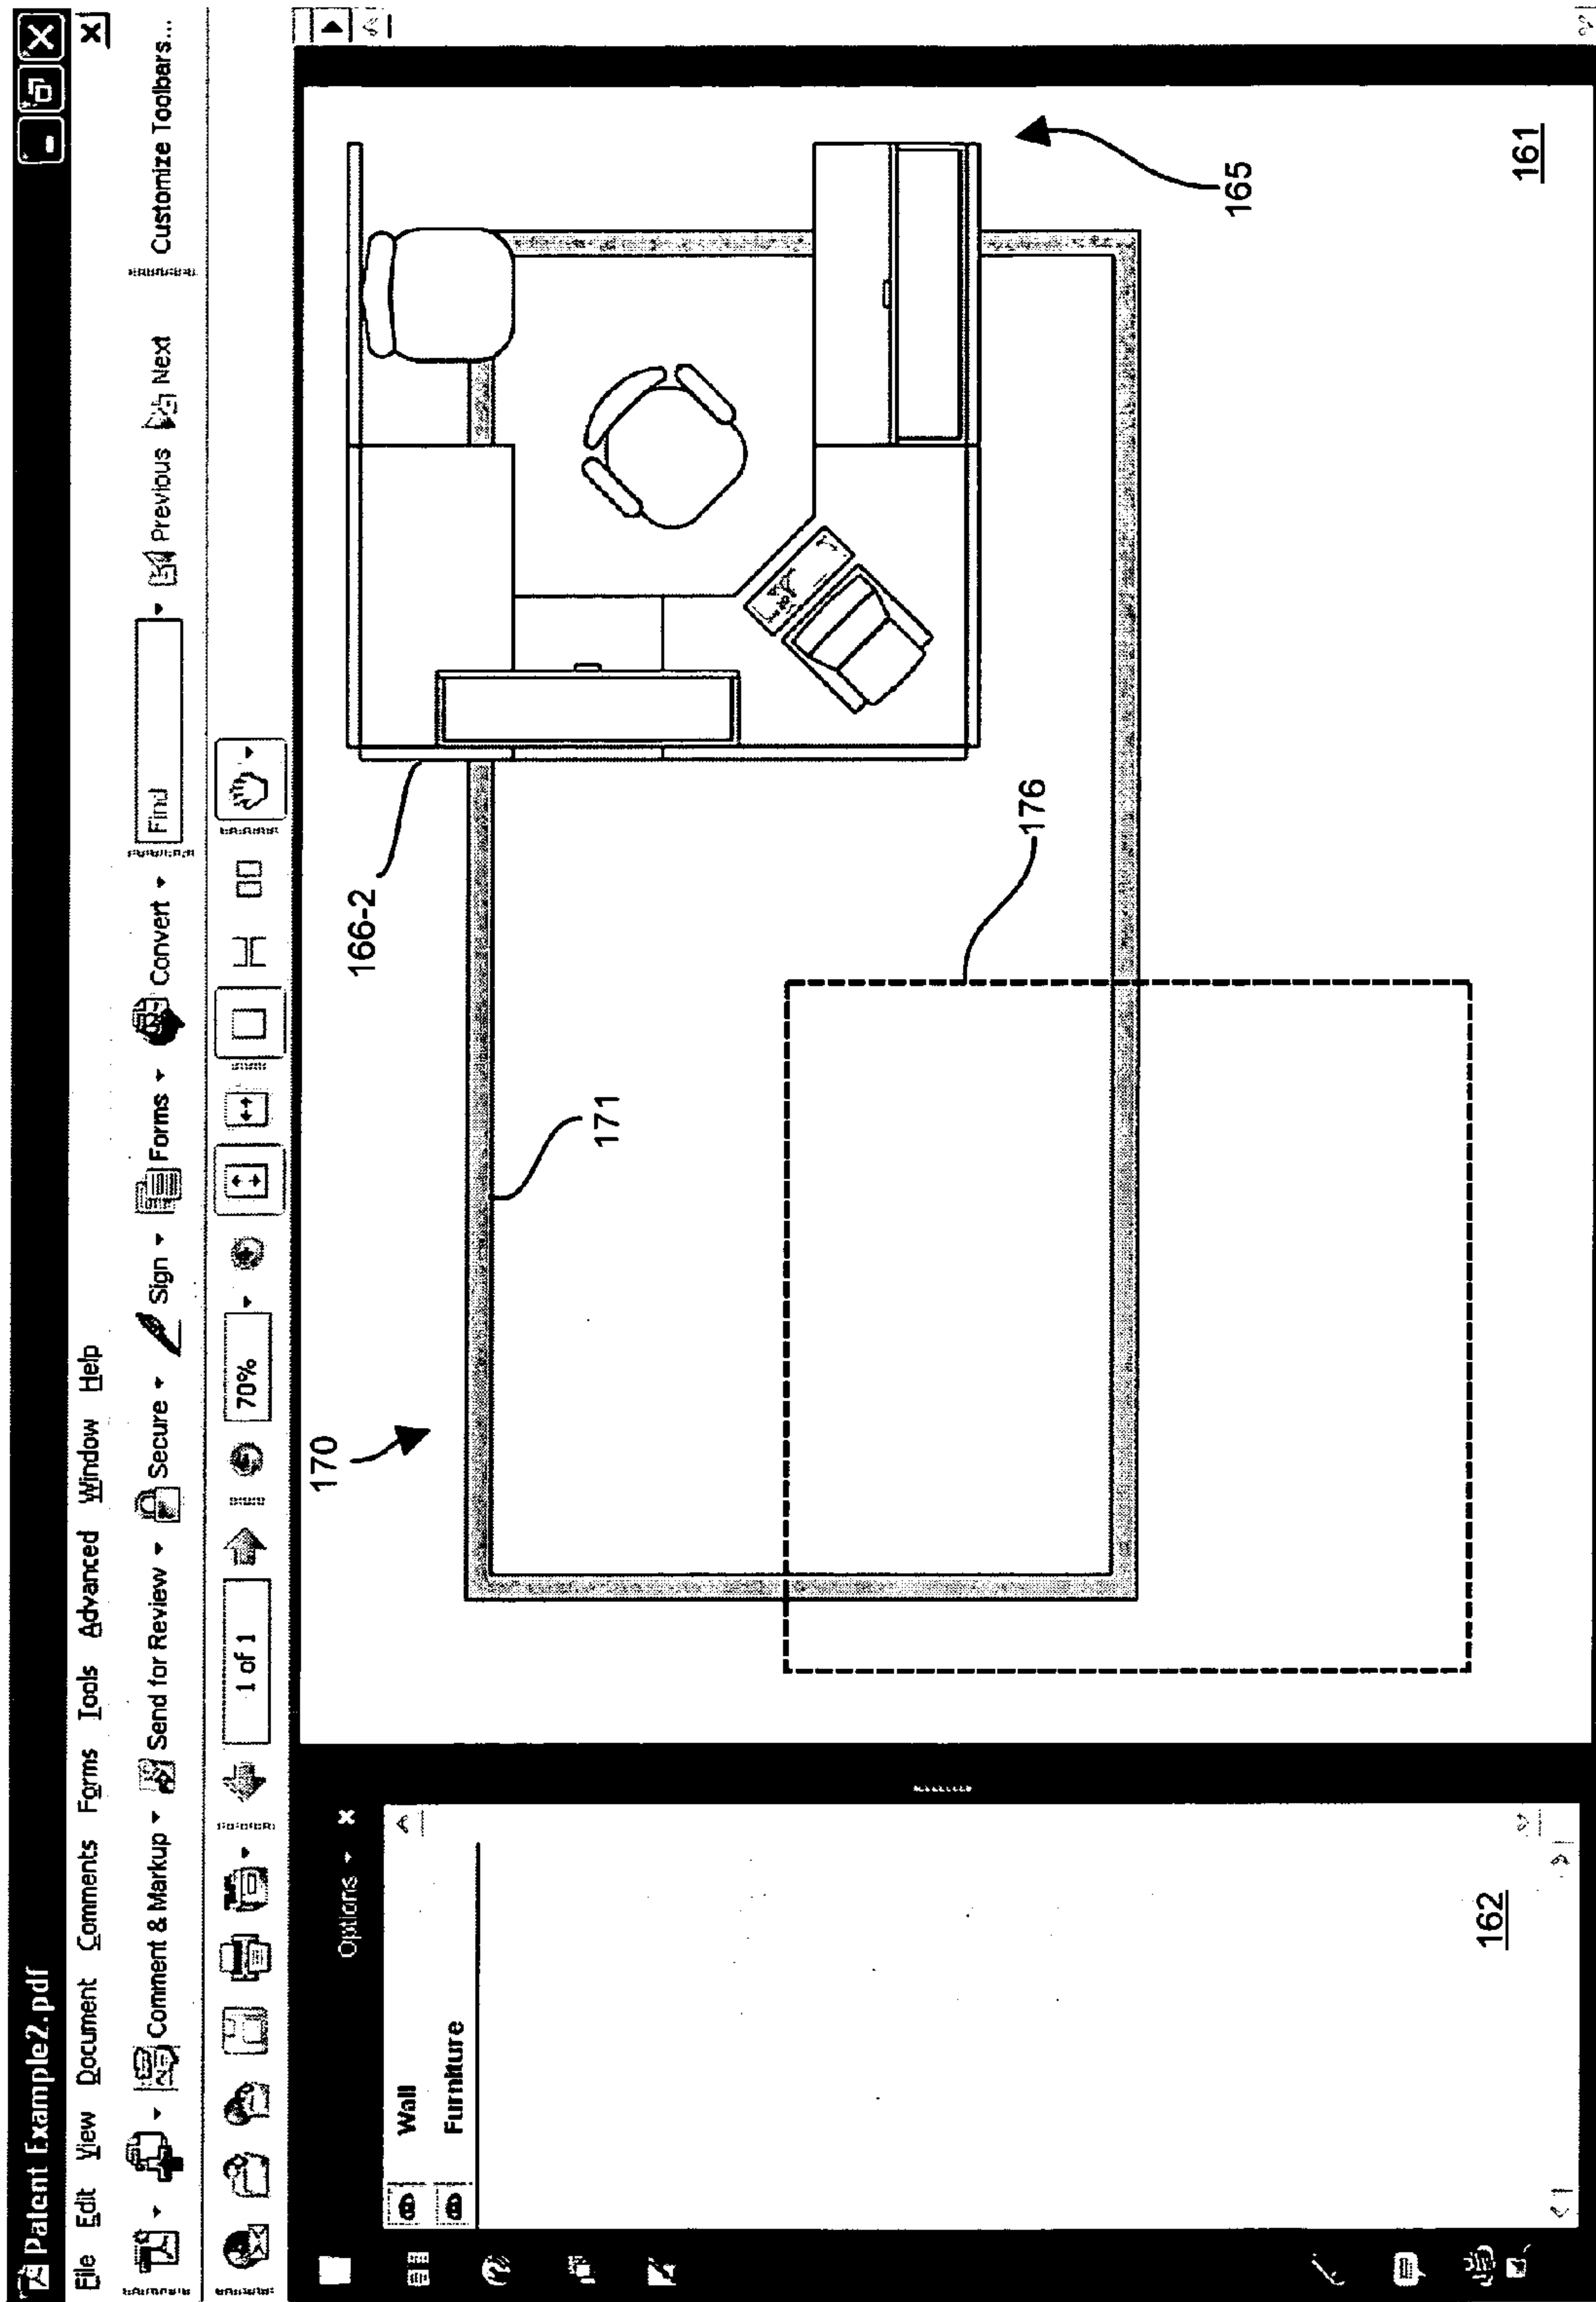 Patent Example2.pdf
File Edit View Document Comments Forms Tools Advanced Window Help
Comment & Markup Send for Review Secure Sign Forms Convert Find Previous Next Customize Toolbars...
1 of 1 70%
Options
Wall
Furniture
162
170
171
166-2
176
165
161